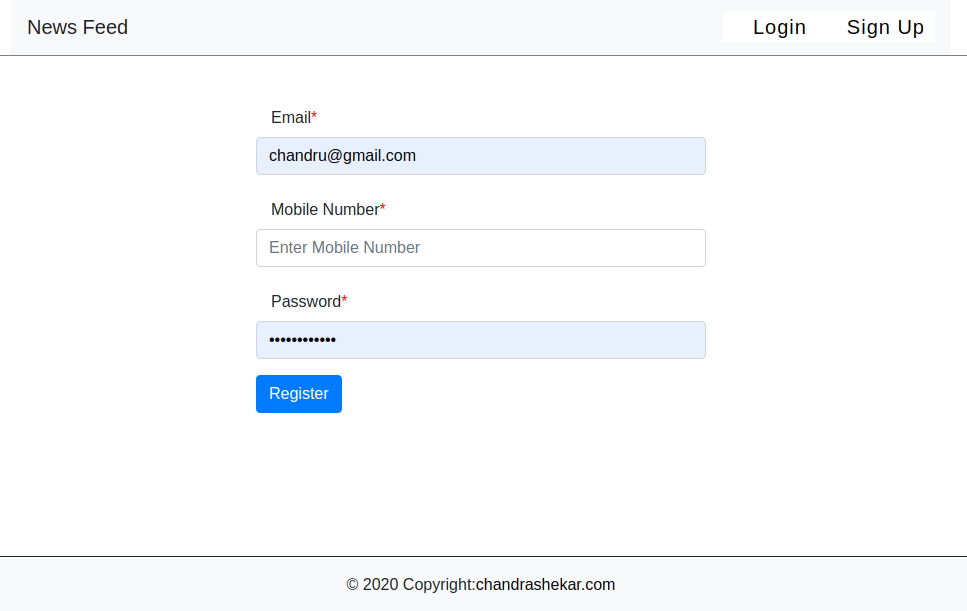 News Feed Login Sign Up
Email*
chandru@gmail.com
Mobile Number*
Enter Mobile Number
Password*
••••••••••••
Register
© 2020 Copyright:chandrashekar.com